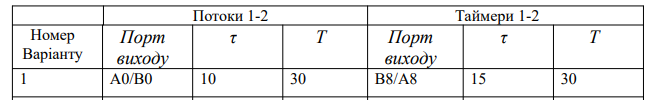 Потоки 1-2 Таймери 1-2
Номер Варіанту Порт виходу τ T Порт виходу τ T
1 A0/B0 10 30 B8/A8 15 30